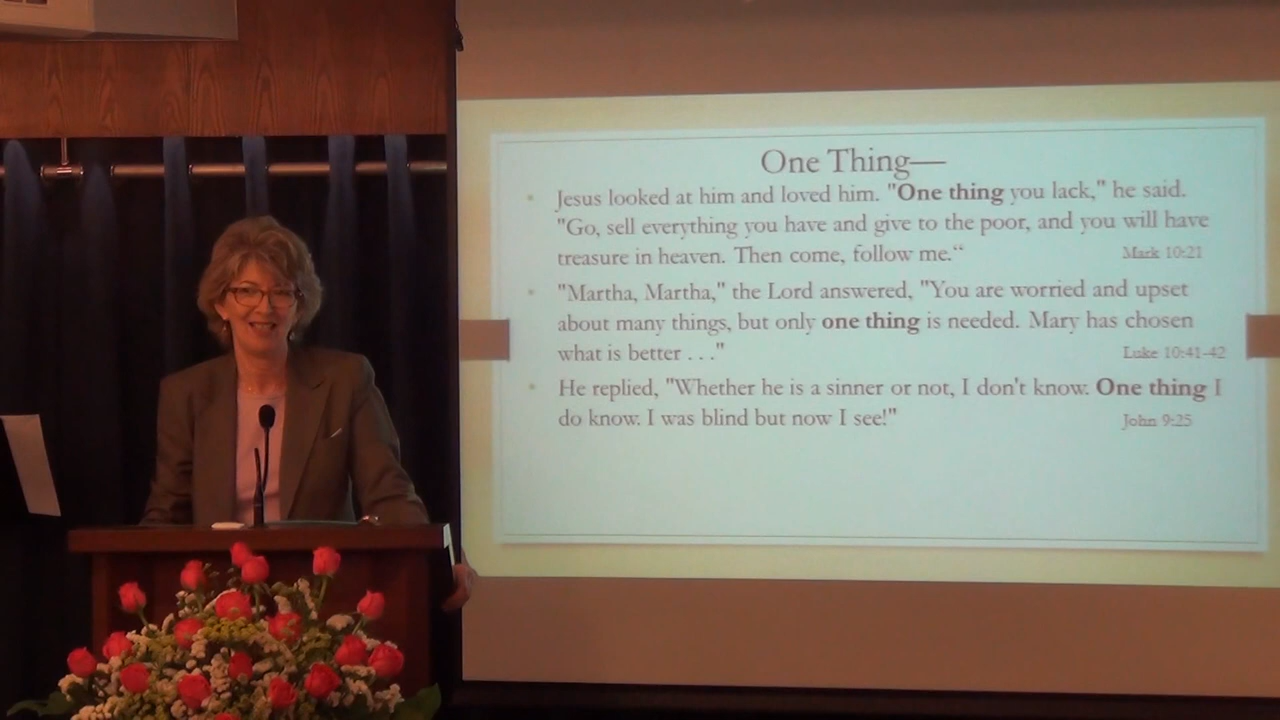 One Thing—
Jesus looked at him and loved him. "One thing you lack," he said.
"Go, sell everything you have and give to the poor, and you will have
treasure in heaven. Then come, follow me.“ Mark 10:21
"Martha, Martha," the Lord answered, "You are worried and upset
about many things, but only one thing is needed. Mary has chosen
what is better . . ." Luke 10:41-42
He replied, "Whether he is a sinner or not, I don't know. One thing I
do know. I was blind but now I see!" John 9:25